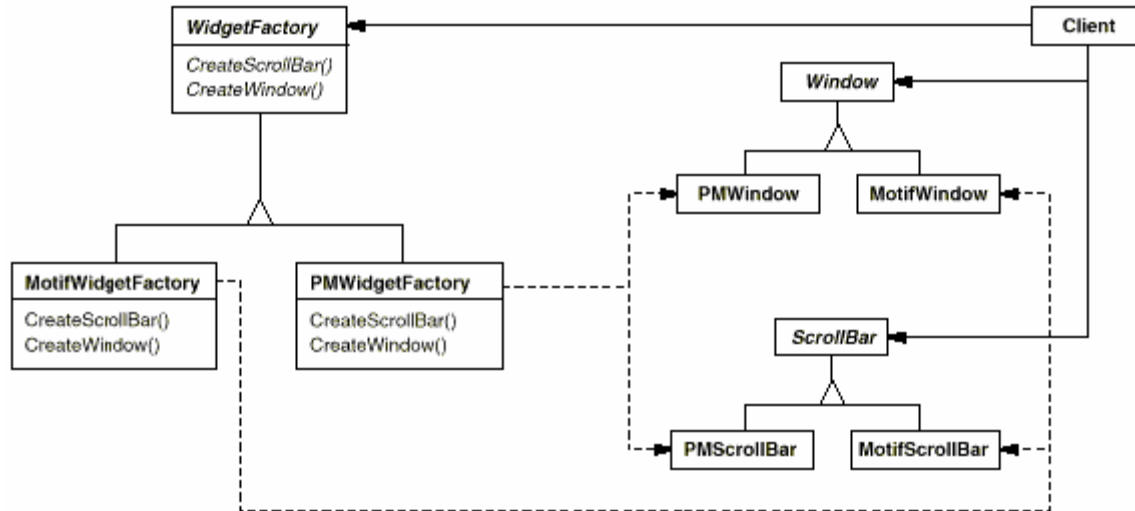 WidgetFactory
CreateScrollBar()
CreateWindow()
Client
Window
PMWindow
MotifWindow
MotifWidgetFactory
CreateScrollBar()
CreateWindow()
PMWidgetFactory
CreateScrollBar()
CreateWindow()
ScrollBar
PMScrollBar
MotifScrollBar